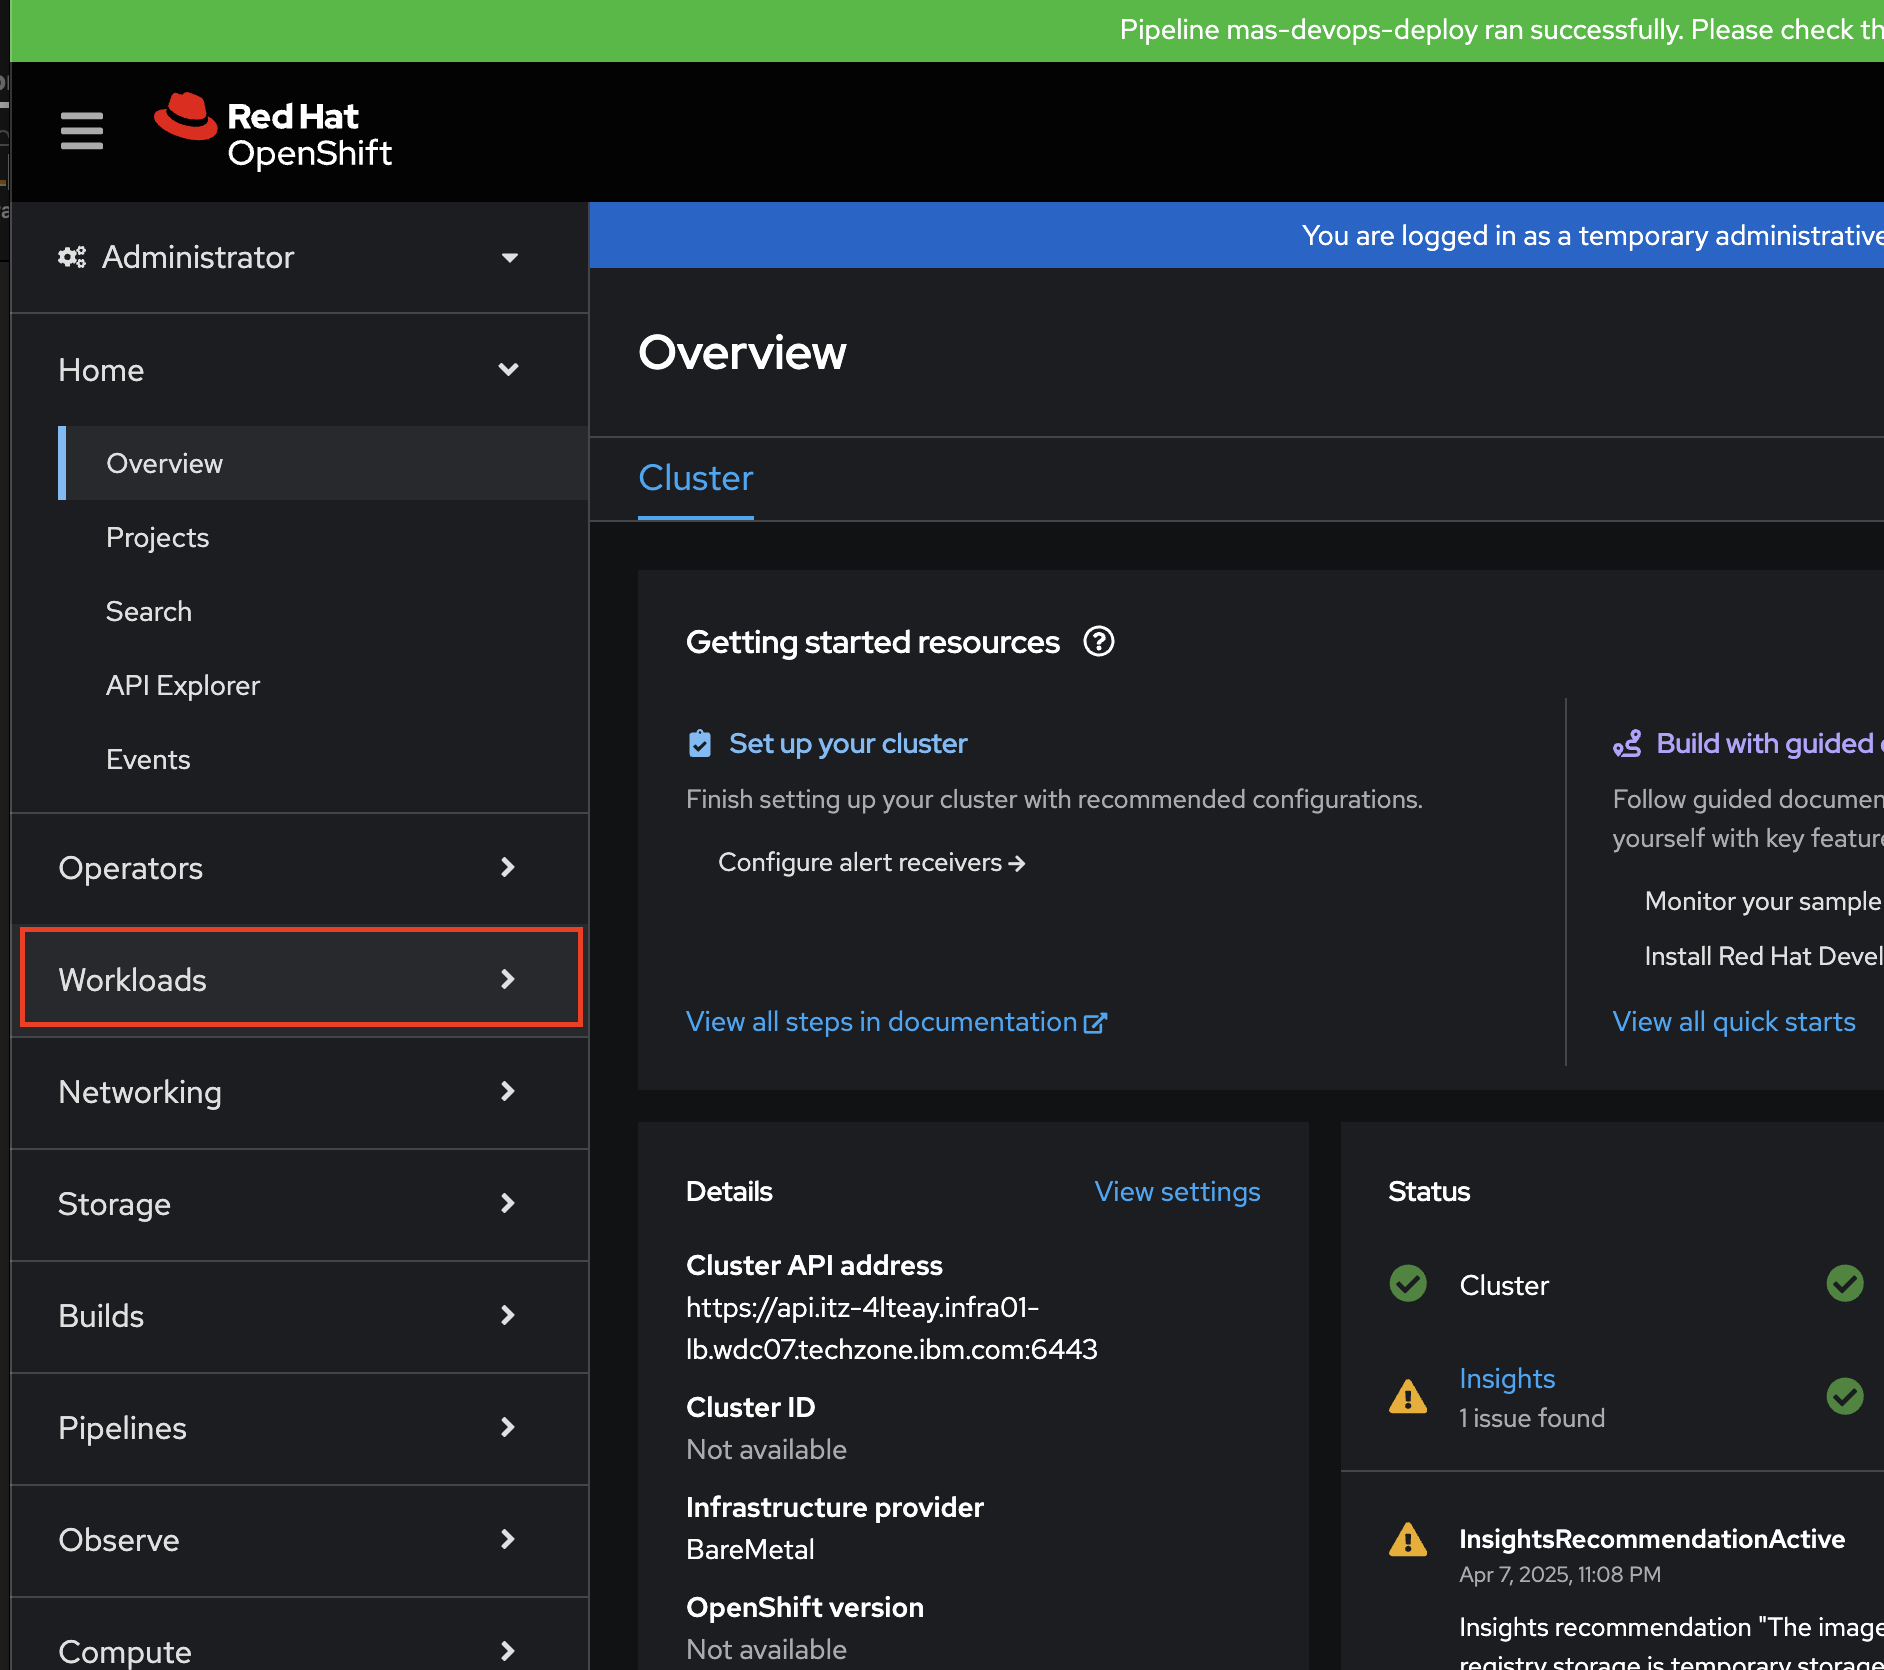 Pipeline mas-devops-deploy ran successfully. Please check th
Red Hat
OpenShift
Administrator
You are logged in as a temporary administrative
Home
Overview
Projects
Search
API Explorer
Events
Operators
Workloads
Networking
Storage
Builds
Pipelines
Observe
Compute
Overview
Cluster
Getting started resources
Set up your cluster
Finish setting up your cluster with recommended configurations.
Configure alert receivers →
View all steps in documentation
Build with guided
Follow guided documen
yourself with key feature
Monitor your sample
Install Red Hat Devel
View all quick starts
Details
View settings
Cluster API address
https://api.itz-4lteay.infra01-
lb.wdc07.techzone.ibm.com:6443
Cluster ID
Not available
Infrastructure provider
BareMetal
OpenShift version
Not available
Status
Cluster
Insights
1 issue found
InsightsRecommendationActive
Apr 7, 2025, 11:08 PM
Insights recommendation "The image
registry storage is temporary storage